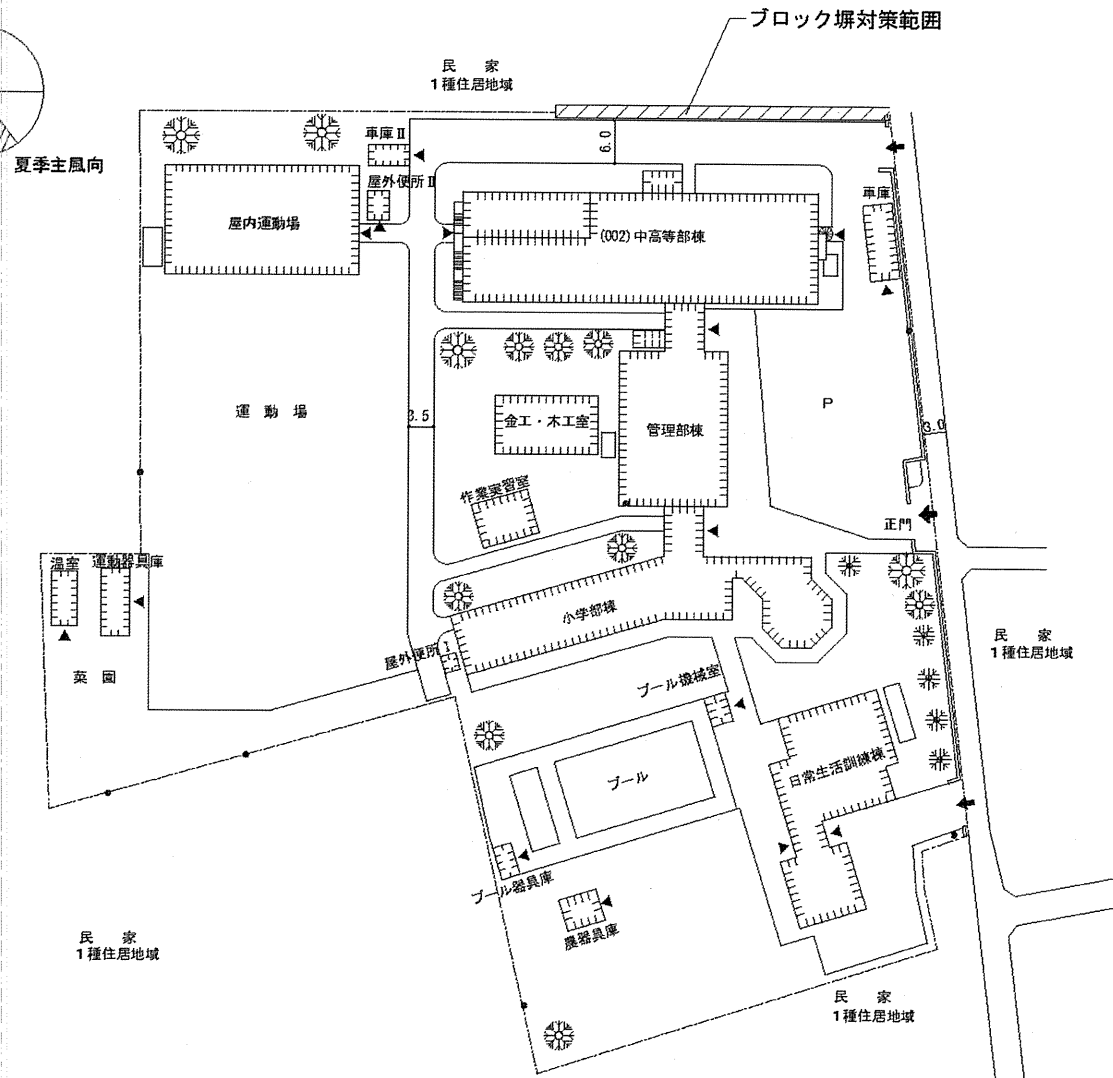 ブロック塀対策範囲
民 家
1種住居地域
夏季主風向
車庫Ⅱ
6.0
屋外便所Ⅱ
車庫
屋内運動場
(002)中高等部棟
運 動 場
3.5
金工・木工室
管理部棟
P
3.0
作業実習室
正門
温室
運動器具庫
小学部棟
民 家
1種住居地域
屋外便所Ⅰ
菜 園
プール機械室
プール
日常生活訓練棟
プール器具庫
農器具庫
民 家
1種住居地域
民 家
1種住居地域